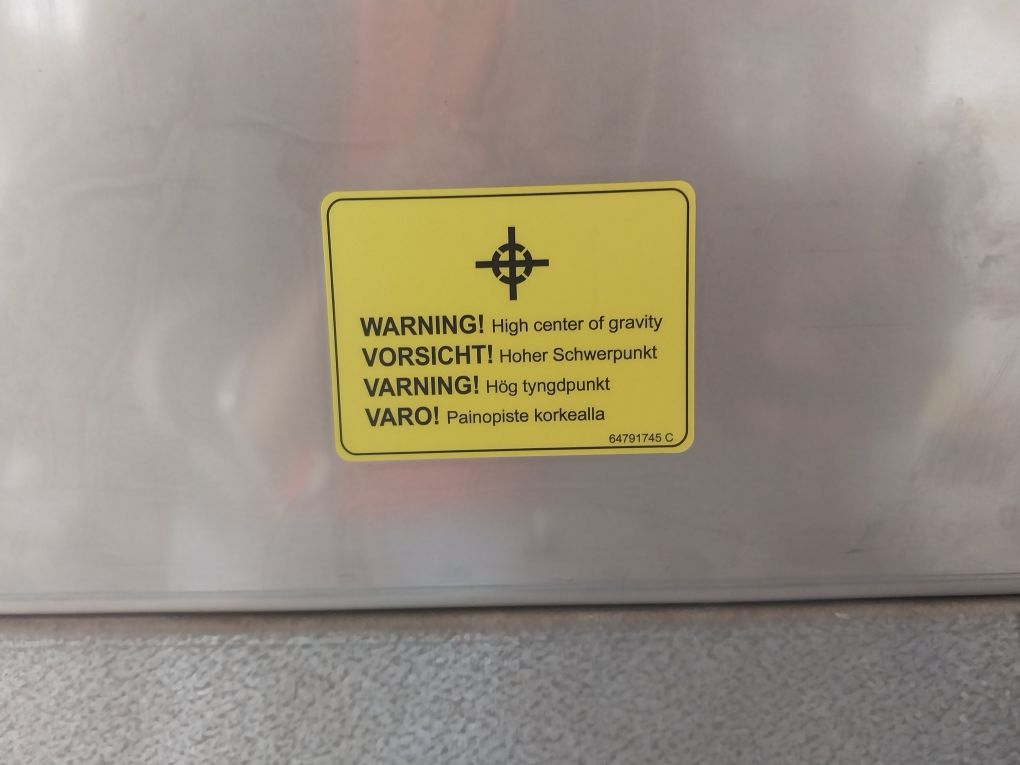 WARNING! High center of gravity
VORSICHT! Hoher Schwerpunkt
VARNING! Hög tyngdpunkt
VARO! Painopiste korkealla
64791745 C